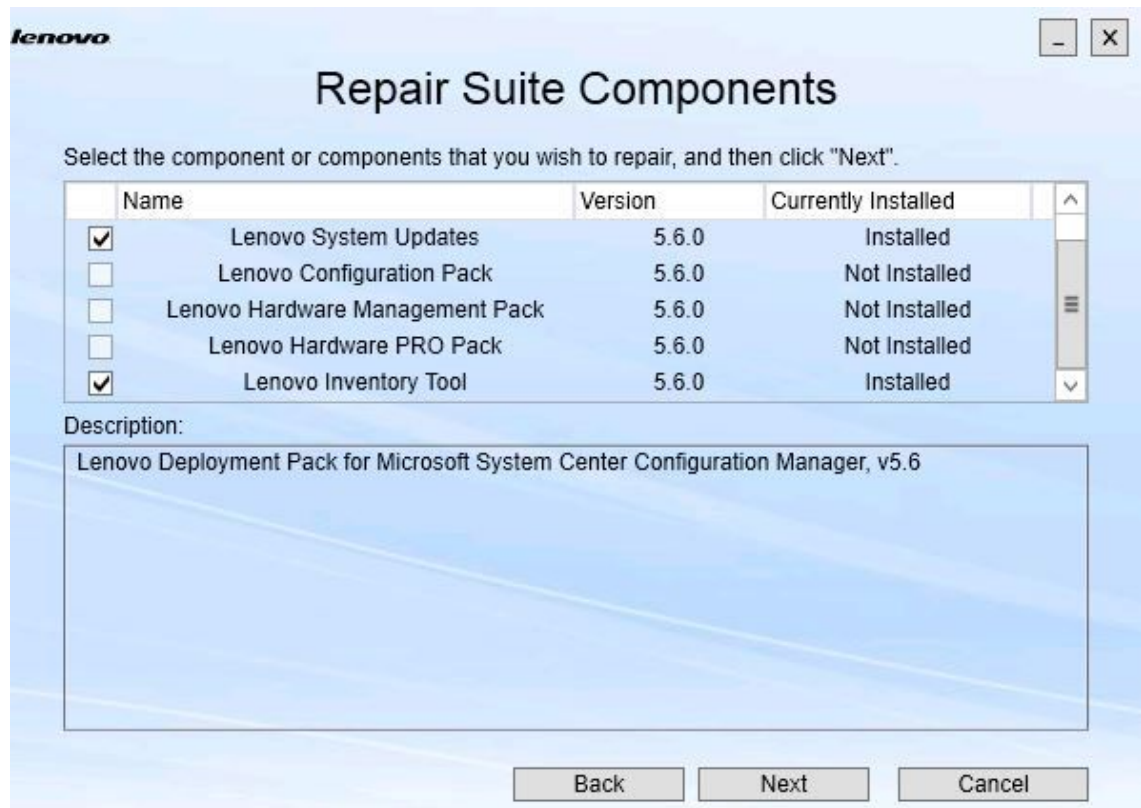 lenovo
Repair Suite Components
Select the component or components that you wish to repair, and then click "Next".
Name Version Currently Installed
Lenovo System Updates 5.6.0 Installed
Lenovo Configuration Pack 5.6.0 Not Installed
Lenovo Hardware Management Pack 5.6.0 Not Installed
Lenovo Hardware PRO Pack 5.6.0 Not Installed
Lenovo Inventory Tool 5.6.0 Installed
Description:
Lenovo Deployment Pack for Microsoft System Center Configuration Manager, v5.6
Back Next Cancel